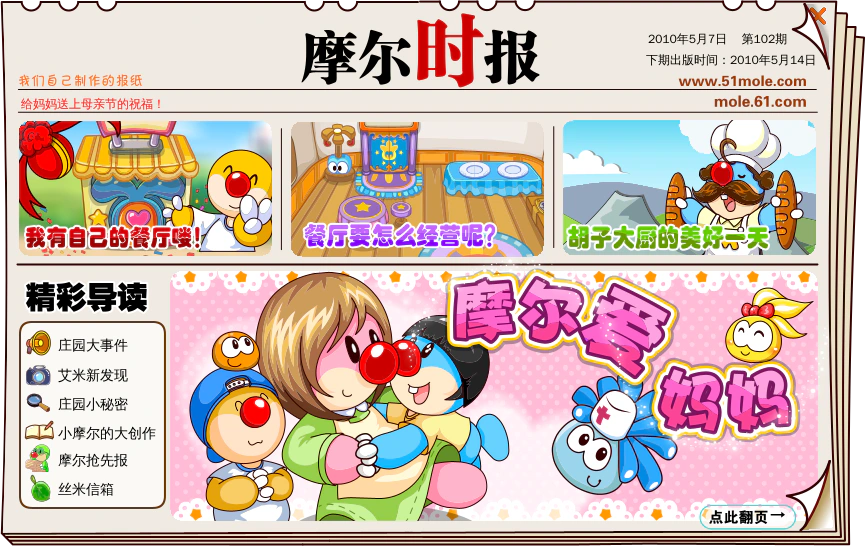 摩尔时报
2010年5月7日 第102期
下期出版时间：2010年5月14日
我们自己制作的报纸
www.51mole.com
给妈妈送上母亲节的祝福！
mole.61.com
我有自己的餐厅喽！
餐厅要怎么经营呢？
胡子大厨的美好一天
精彩导读
庄园大事件
艾米新发现
庄园小秘密
小摩尔的大创作
摩尔抢先报
丝米信箱
摩尔爱
妈妈
点此翻页→